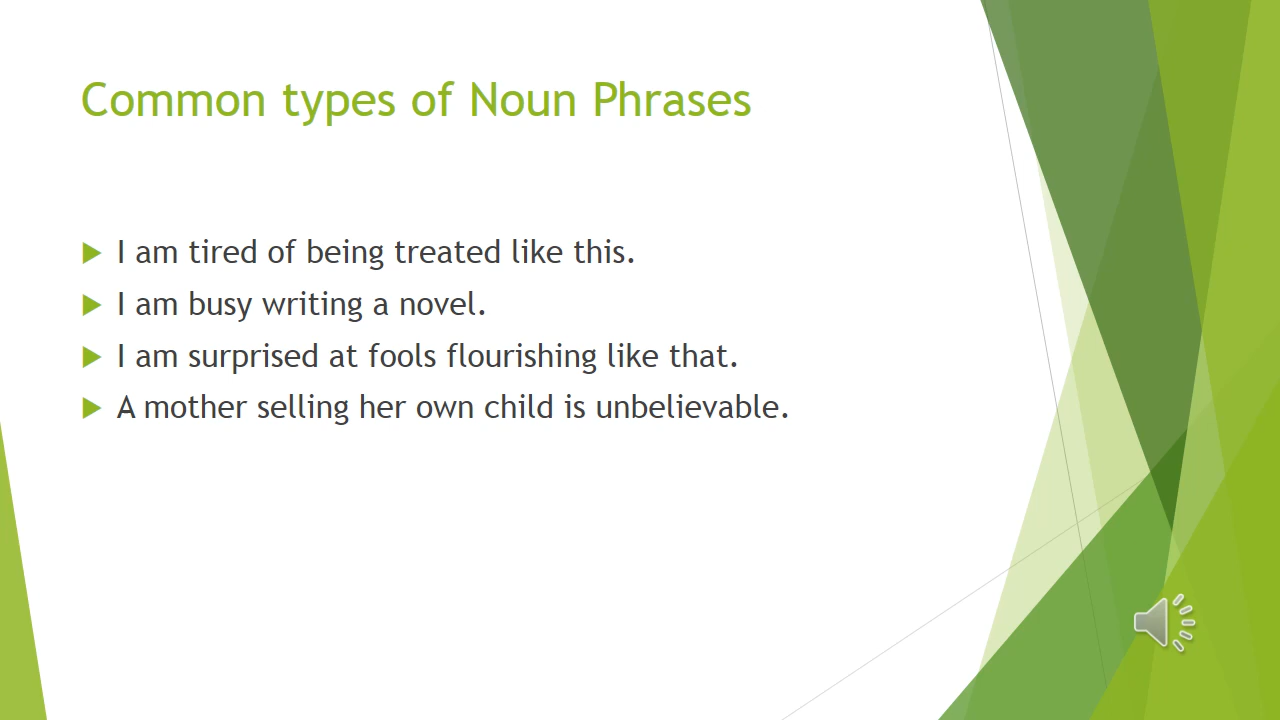 Common types of Noun Phrases
I am tired of being treated like this.
I am busy writing a novel.
I am surprised at fools flourishing like that.
A mother selling her own child is unbelievable.